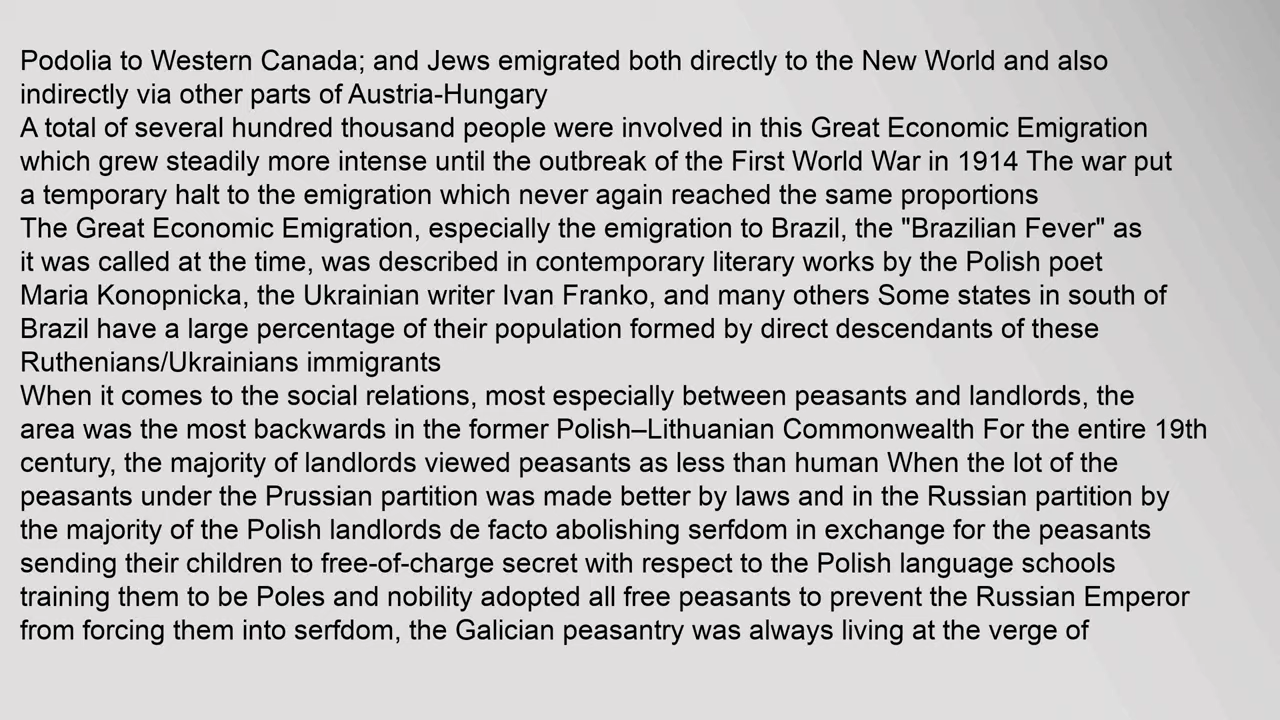 Podolia to Western Canada; and Jews emigrated both directly to the New World and also
indirectly via other parts of Austria-Hungary
A total of several hundred thousand people were involved in this Great Economic Emigration
which grew steadily more intense until the outbreak of the First World War in 1914 The war put
a temporary halt to the emigration which never again reached the same proportions
The Great Economic Emigration, especially the emigration to Brazil, the "Brazilian Fever" as
it was called at the time, was described in contemporary literary works by the Polish poet
Maria Konopnicka, the Ukrainian writer Ivan Franko, and many others Some states in south of
Brazil have a large percentage of their population formed by direct descendants of these
Ruthenians/Ukrainians immigrants
When it comes to the social relations, most especially between peasants and landlords, the
area was the most backwards in the former Polish–Lithuanian Commonwealth For the entire 19th
century, the majority of landlords viewed peasants as less than human When the lot of the
peasants under the Prussian partition was made better by laws and in the Russian partition by
the majority of the Polish landlords de facto abolishing serfdom in exchange for the peasants
sending their children to free-of-charge secret with respect to the Polish language schools
training them to be Poles and nobility adopted all free peasants to prevent the Russian Emperor
from forcing them into serfdom, the Galician peasantry was always living at the verge of